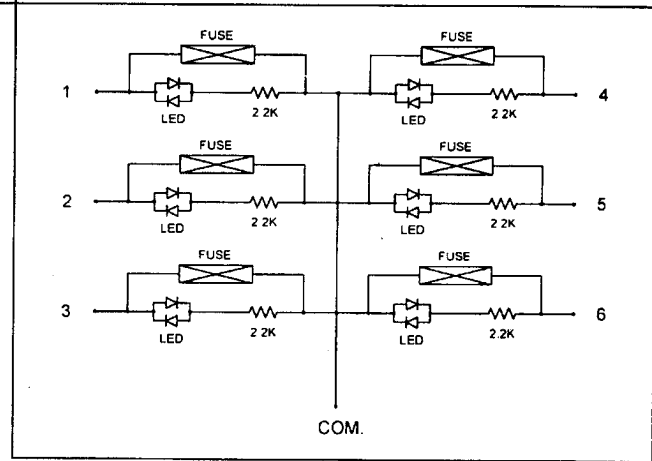 FUSE
FUSE
1
LED
2 2K
LED
2 2K
4
FUSE
FUSE
2
LED
2 2K
LED
2 2K
5
FUSE
FUSE
3
LED
2 2K
LED
2.2K
6
COM.